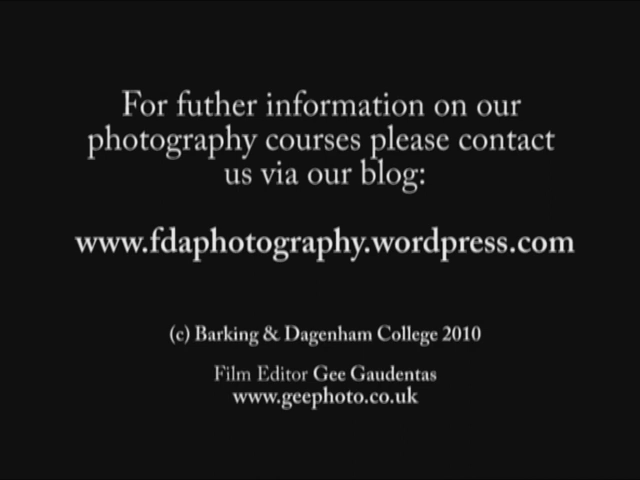 For futher information on our
photography courses please contact
us via our blog:
www.fdaphotography.wordpress.com
(c) Barking & Dagenham College 2010
Film Editor Gee Gaudentas
www.geephoto.co.uk